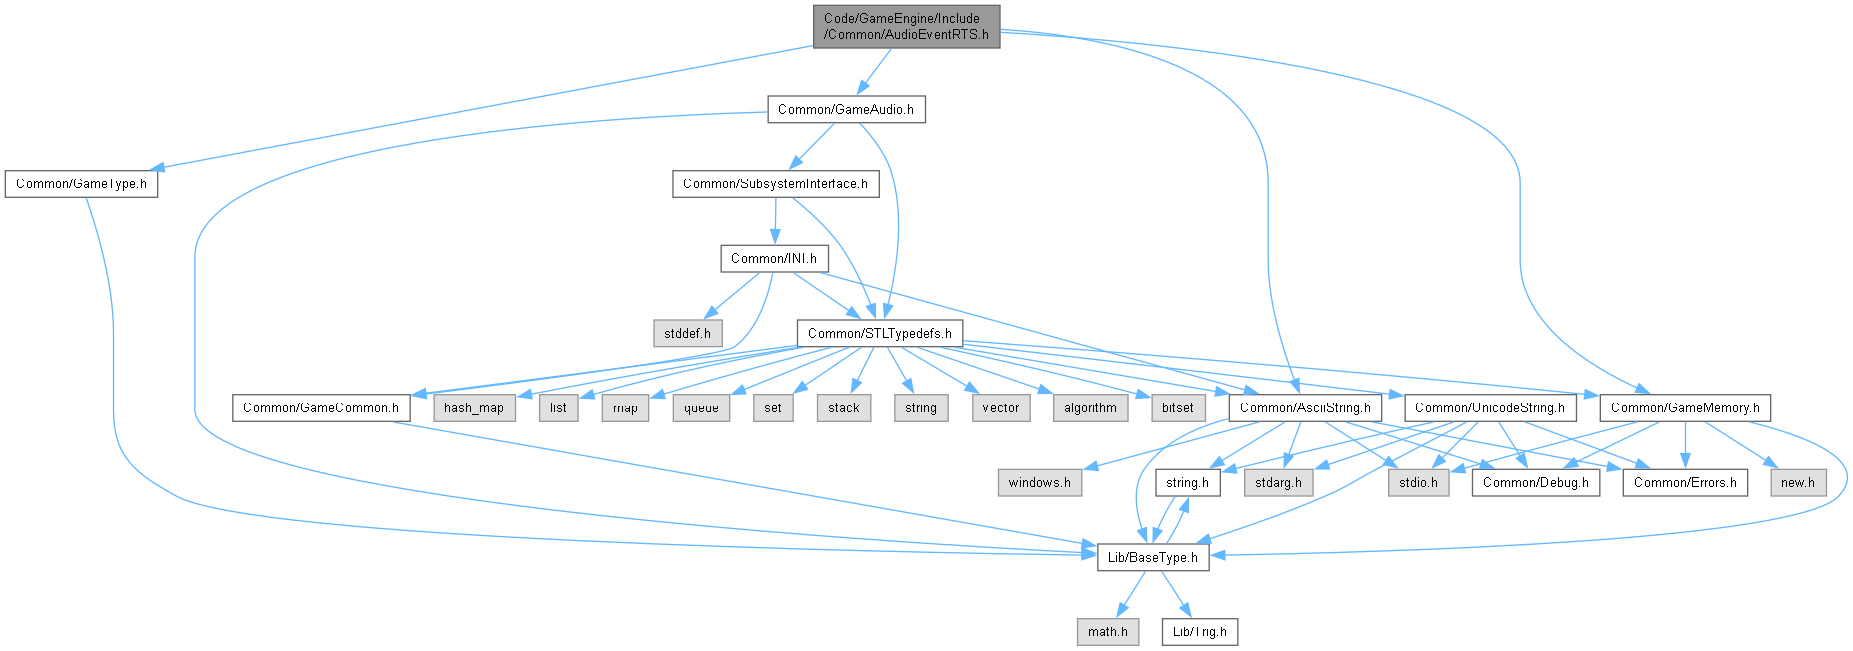 Code/GameEngine/Include
/Common/AudioEventRTS.h
Common/GameAudio.h
Common/GameType.h
Common/SubsystemInterface.h
Common/INI.h
stddef.h
Common/STLTypedefs.h
Common/GameCommon.h
hash_map
list
map
queue
set
stack
string
vector
algorithm
bitset
Common/AsciiString.h
Common/UnicodeString.h
Common/GameMemory.h
windows.h
string.h
stdarg.h
stdio.h
Common/Debug.h
Common/Errors.h
new.h
Lib/BaseType.h
math.h
Lib/Trig.h